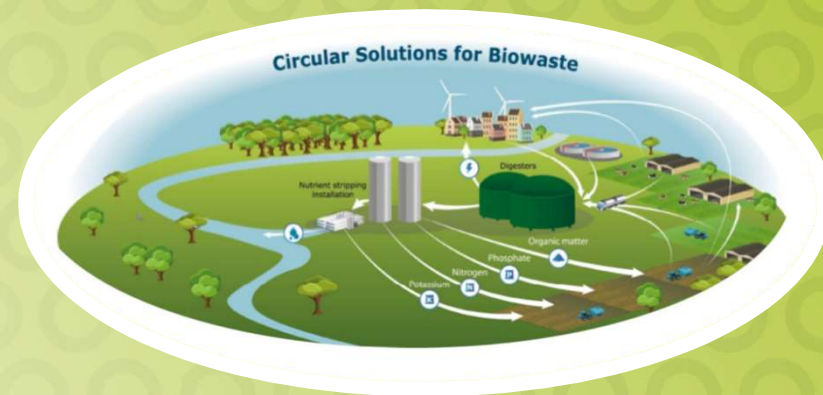 Circular Solutions for Biowaste
Digesters
Nutrient stripping
installation
Organic matter
Phosphate
Nitrogen
Potassium
P
N
K